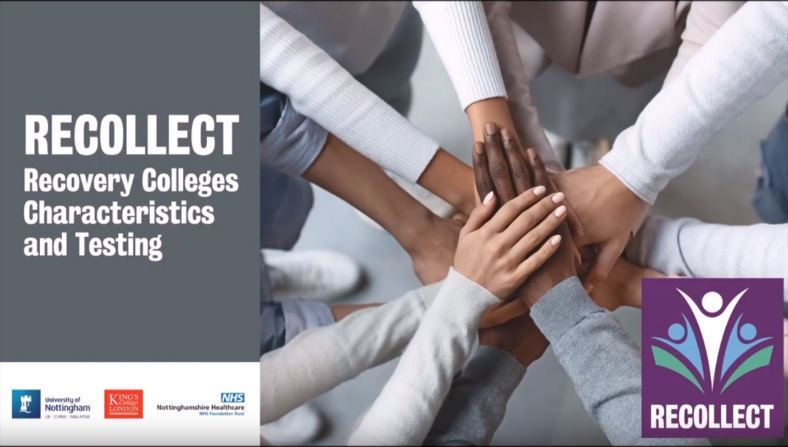 RECOLLECT
Recovery Colleges
Characteristics
and Testing
University of
Nottingham
UK | CHINA | MALAYSIA
KING'S
College
LONDON
NHS
Nottinghamshire Healthcare
NHS Foundation Trust
RECOLLECT